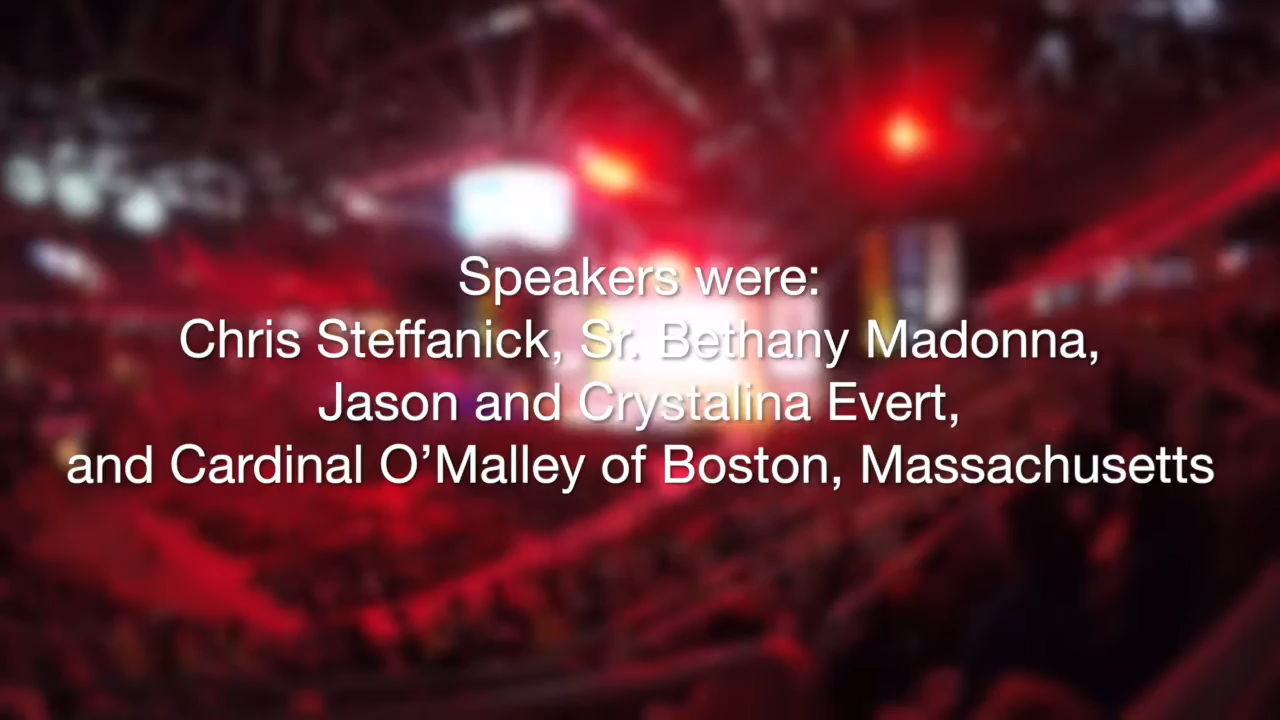 Speakers were:
Chris Steffanick, Sr. Bethany Madonna,
Jason and Crystalina Evert,
and Cardinal O’Malley of Boston, Massachusetts